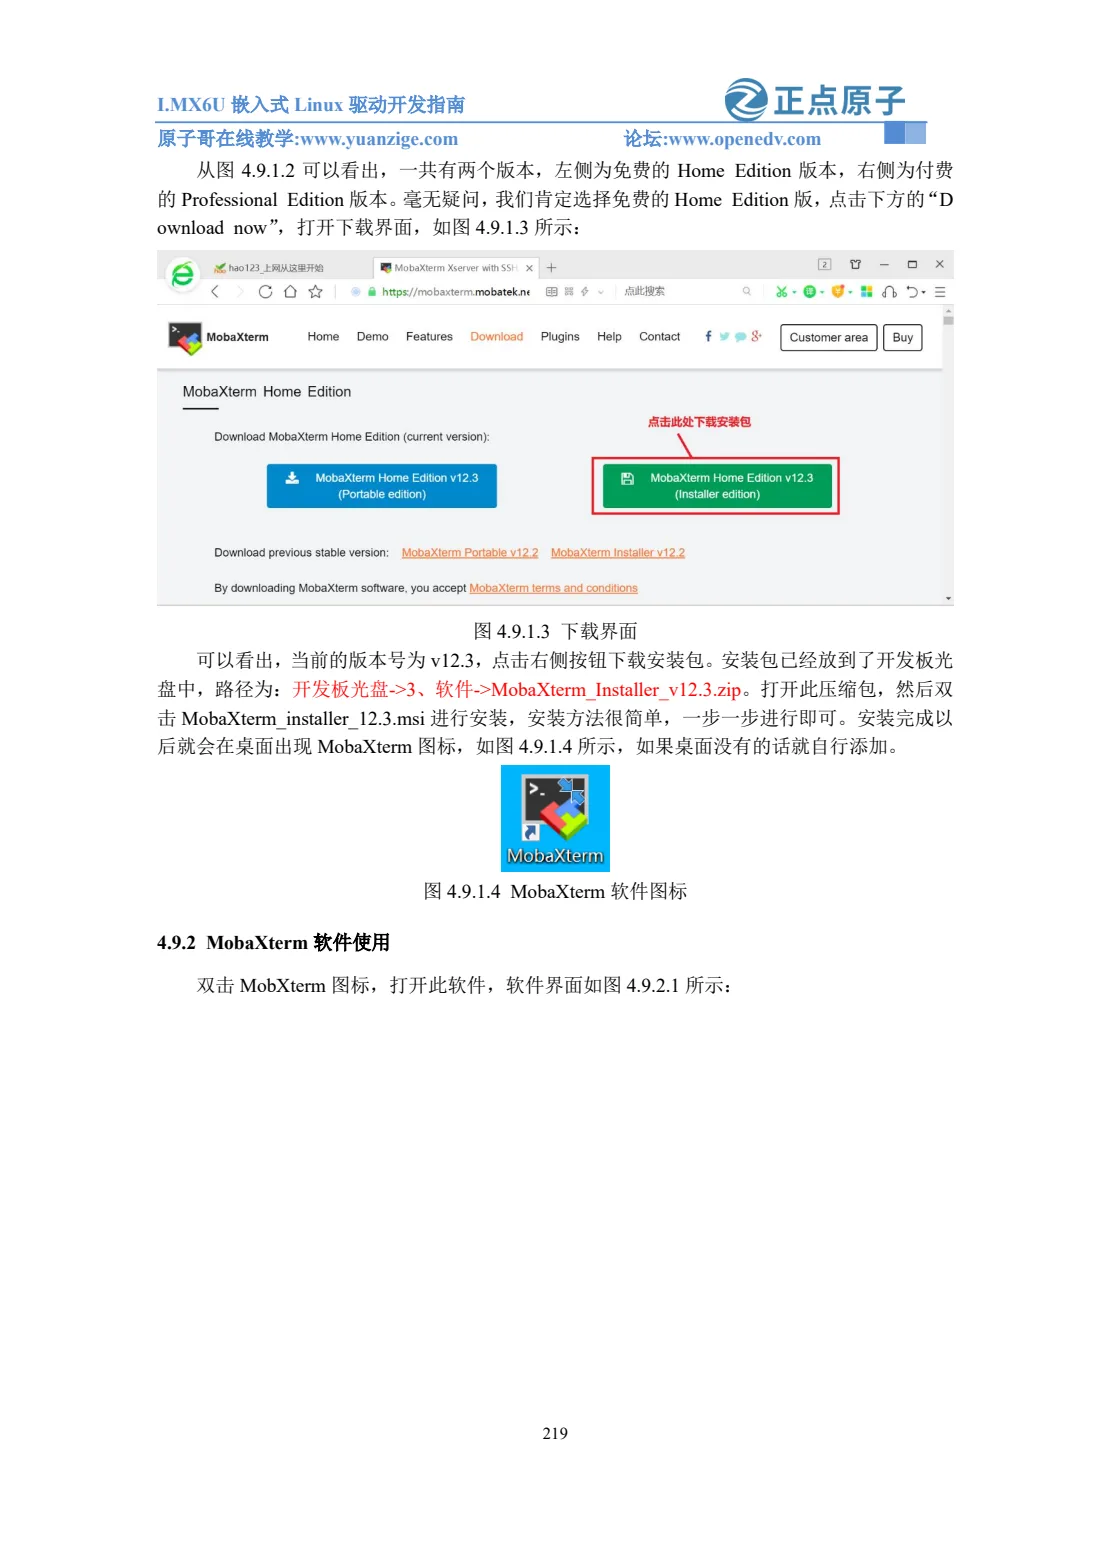 I.MX6U 嵌入式 Linux 驱动开发指南
正点原子
原子哥在线教学:www.yuanzige.com 论坛:www.openedv.com
从图 4.9.1.2 可以看出，一共有两个版本，左侧为免费的 Home Edition 版本，右侧为付费
的 Professional Edition 版本。毫无疑问，我们肯定选择免费的 Home Edition 版，点击下方的“D
ownload now”，打开下载界面，如图 4.9.1.3 所示：
hao123_上网从这里开始 MobaXterm Xserver with SSH 2
https://mobaxterm.mobatek.ne 点此搜索
MobaXterm Home Demo Features Download Plugins Help Contact Customer area Buy
MobaXterm Home Edition
点击此处下载安装包
Download MobaXterm Home Edition (current version):
MobaXterm Home Edition v12.3 MobaXterm Home Edition v12.3
(Portable edition) (Installer edition)
Download previous stable version: MobaXterm Portable v12.2 MobaXterm Installer v12.2
By downloading MobaXterm software, you accept MobaXterm terms and conditions
图 4.9.1.3 下载界面
可以看出，当前的版本号为 v12.3，点击右侧按钮下载安装包。安装包已经放到了开发板光
盘中，路径为：开发板光盘->3、软件->MobaXterm_Installer_v12.3.zip。打开此压缩包，然后双
击 MobaXterm_installer_12.3.msi 进行安装，安装方法很简单，一步一步进行即可。安装完成以
后就会在桌面出现 MobaXterm 图标，如图 4.9.1.4 所示，如果桌面没有的话就自行添加。
MobaXterm
图 4.9.1.4 MobaXterm 软件图标
4.9.2 MobaXterm 软件使用
双击 MobXterm 图标，打开此软件，软件界面如图 4.9.2.1 所示：
219